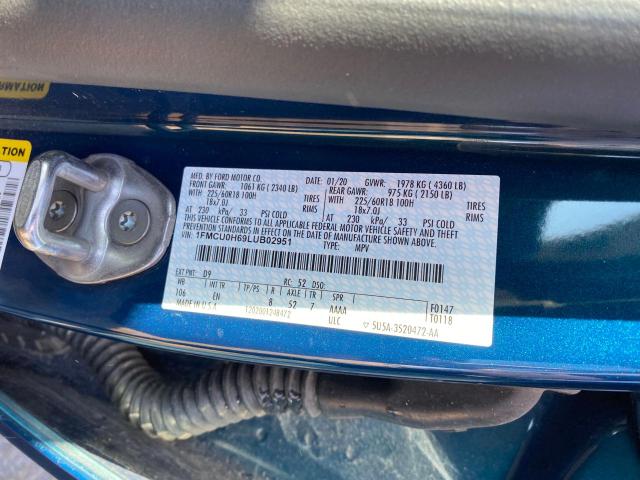 MFD. BY FORD MOTOR CO. 01/20 GVWR: 1978 KG ( 4360 LB)
FRONT GAWR: 1061 KG ( 2340 LB) REAR GAWR: 975 KG ( 2150 LB)
225/60R18 100H TIRES WITH 225/60R18 100H TIRES
18x7.0J RIMS 18x7.0J RIMS
AT 230 kPa/ 33 PSI COLD AT 230 kPa/ 33 PSI COLD
THIS VEHICLE CONFORMS TO ALL APPLICABLE FEDERAL MOTOR VEHICLE SAFETY AND THEFT
PREVENTION STANDARDS IN EFFECT ON THE DATE OF MANUFACTURE SHOWN ABOVE.
VIN: 1FMCU0H69LUB02951 TYPE: MPV
EXT PNT: D9 RC: 52 DSO:
WB INT TR TP/PS R AXLE TR SPR
106 EN 8 52 7 AAAA F0147
MADE IN U.S.A. 1202001248472 ULC T0118
5U5A-3520472-AA